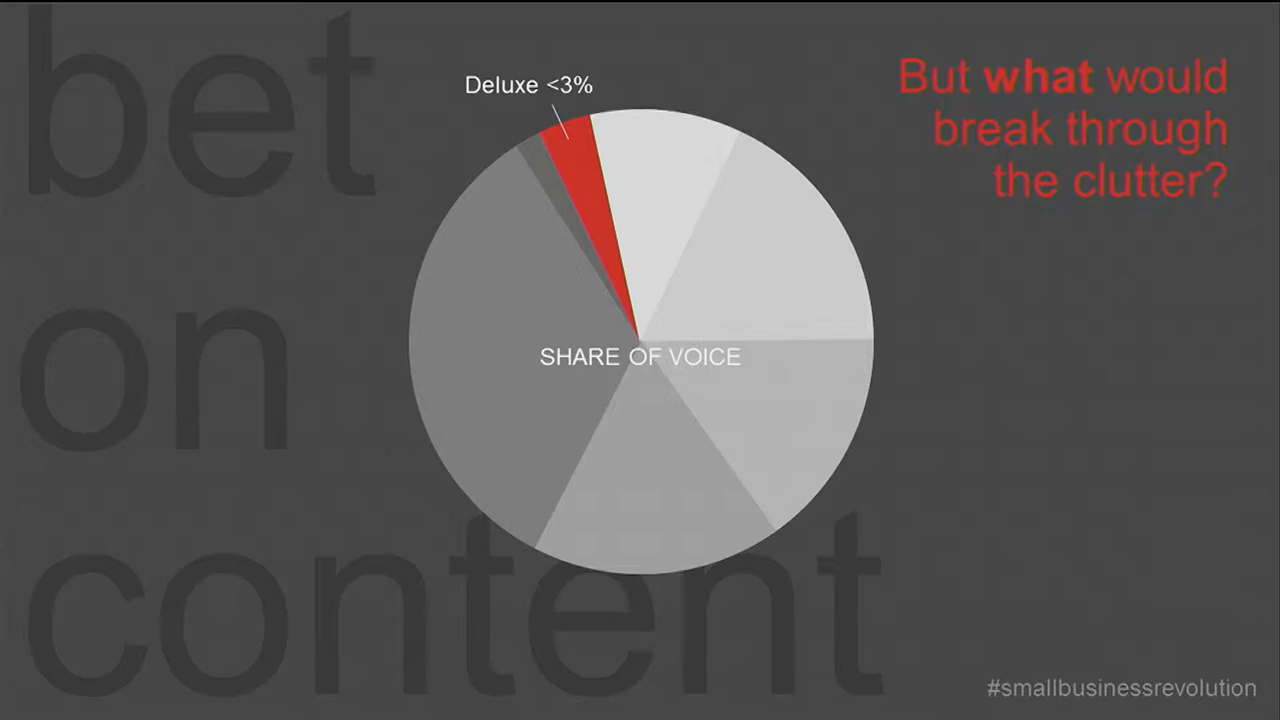 bet
on
content
Deluxe <3%
SHARE OF VOICE
But what would
break through
the clutter?
#smallbusinessrevolution